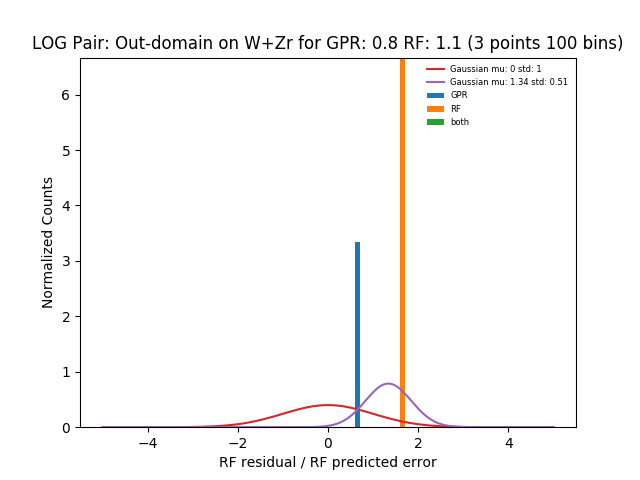 LOG Pair: Out-domain on W+Zr for GPR: 0.8 RF: 1.1 (3 points 100 bins)
Gaussian mu: 0 std: 1
Gaussian mu: 1.34 std: 0.51
GPR
RF
both
Normalized Counts
6
5
4
3
2
1
0
−4
−2
0
2
4
RF residual / RF predicted error